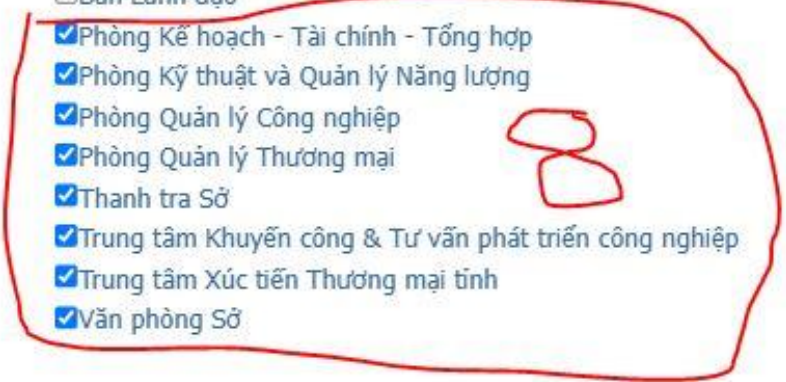 Phòng Kế hoạch - Tài chính - Tổng hợp
Phòng Kỹ thuật và Quản lý Năng lượng
Phòng Quản lý Công nghiệp
Phòng Quản lý Thương mại
8
Thanh tra Sở
Trung tâm Khuyến công & Tư vấn phát triển công nghiệp
Trung tâm Xúc tiến Thương mại tỉnh
Văn phòng Sở